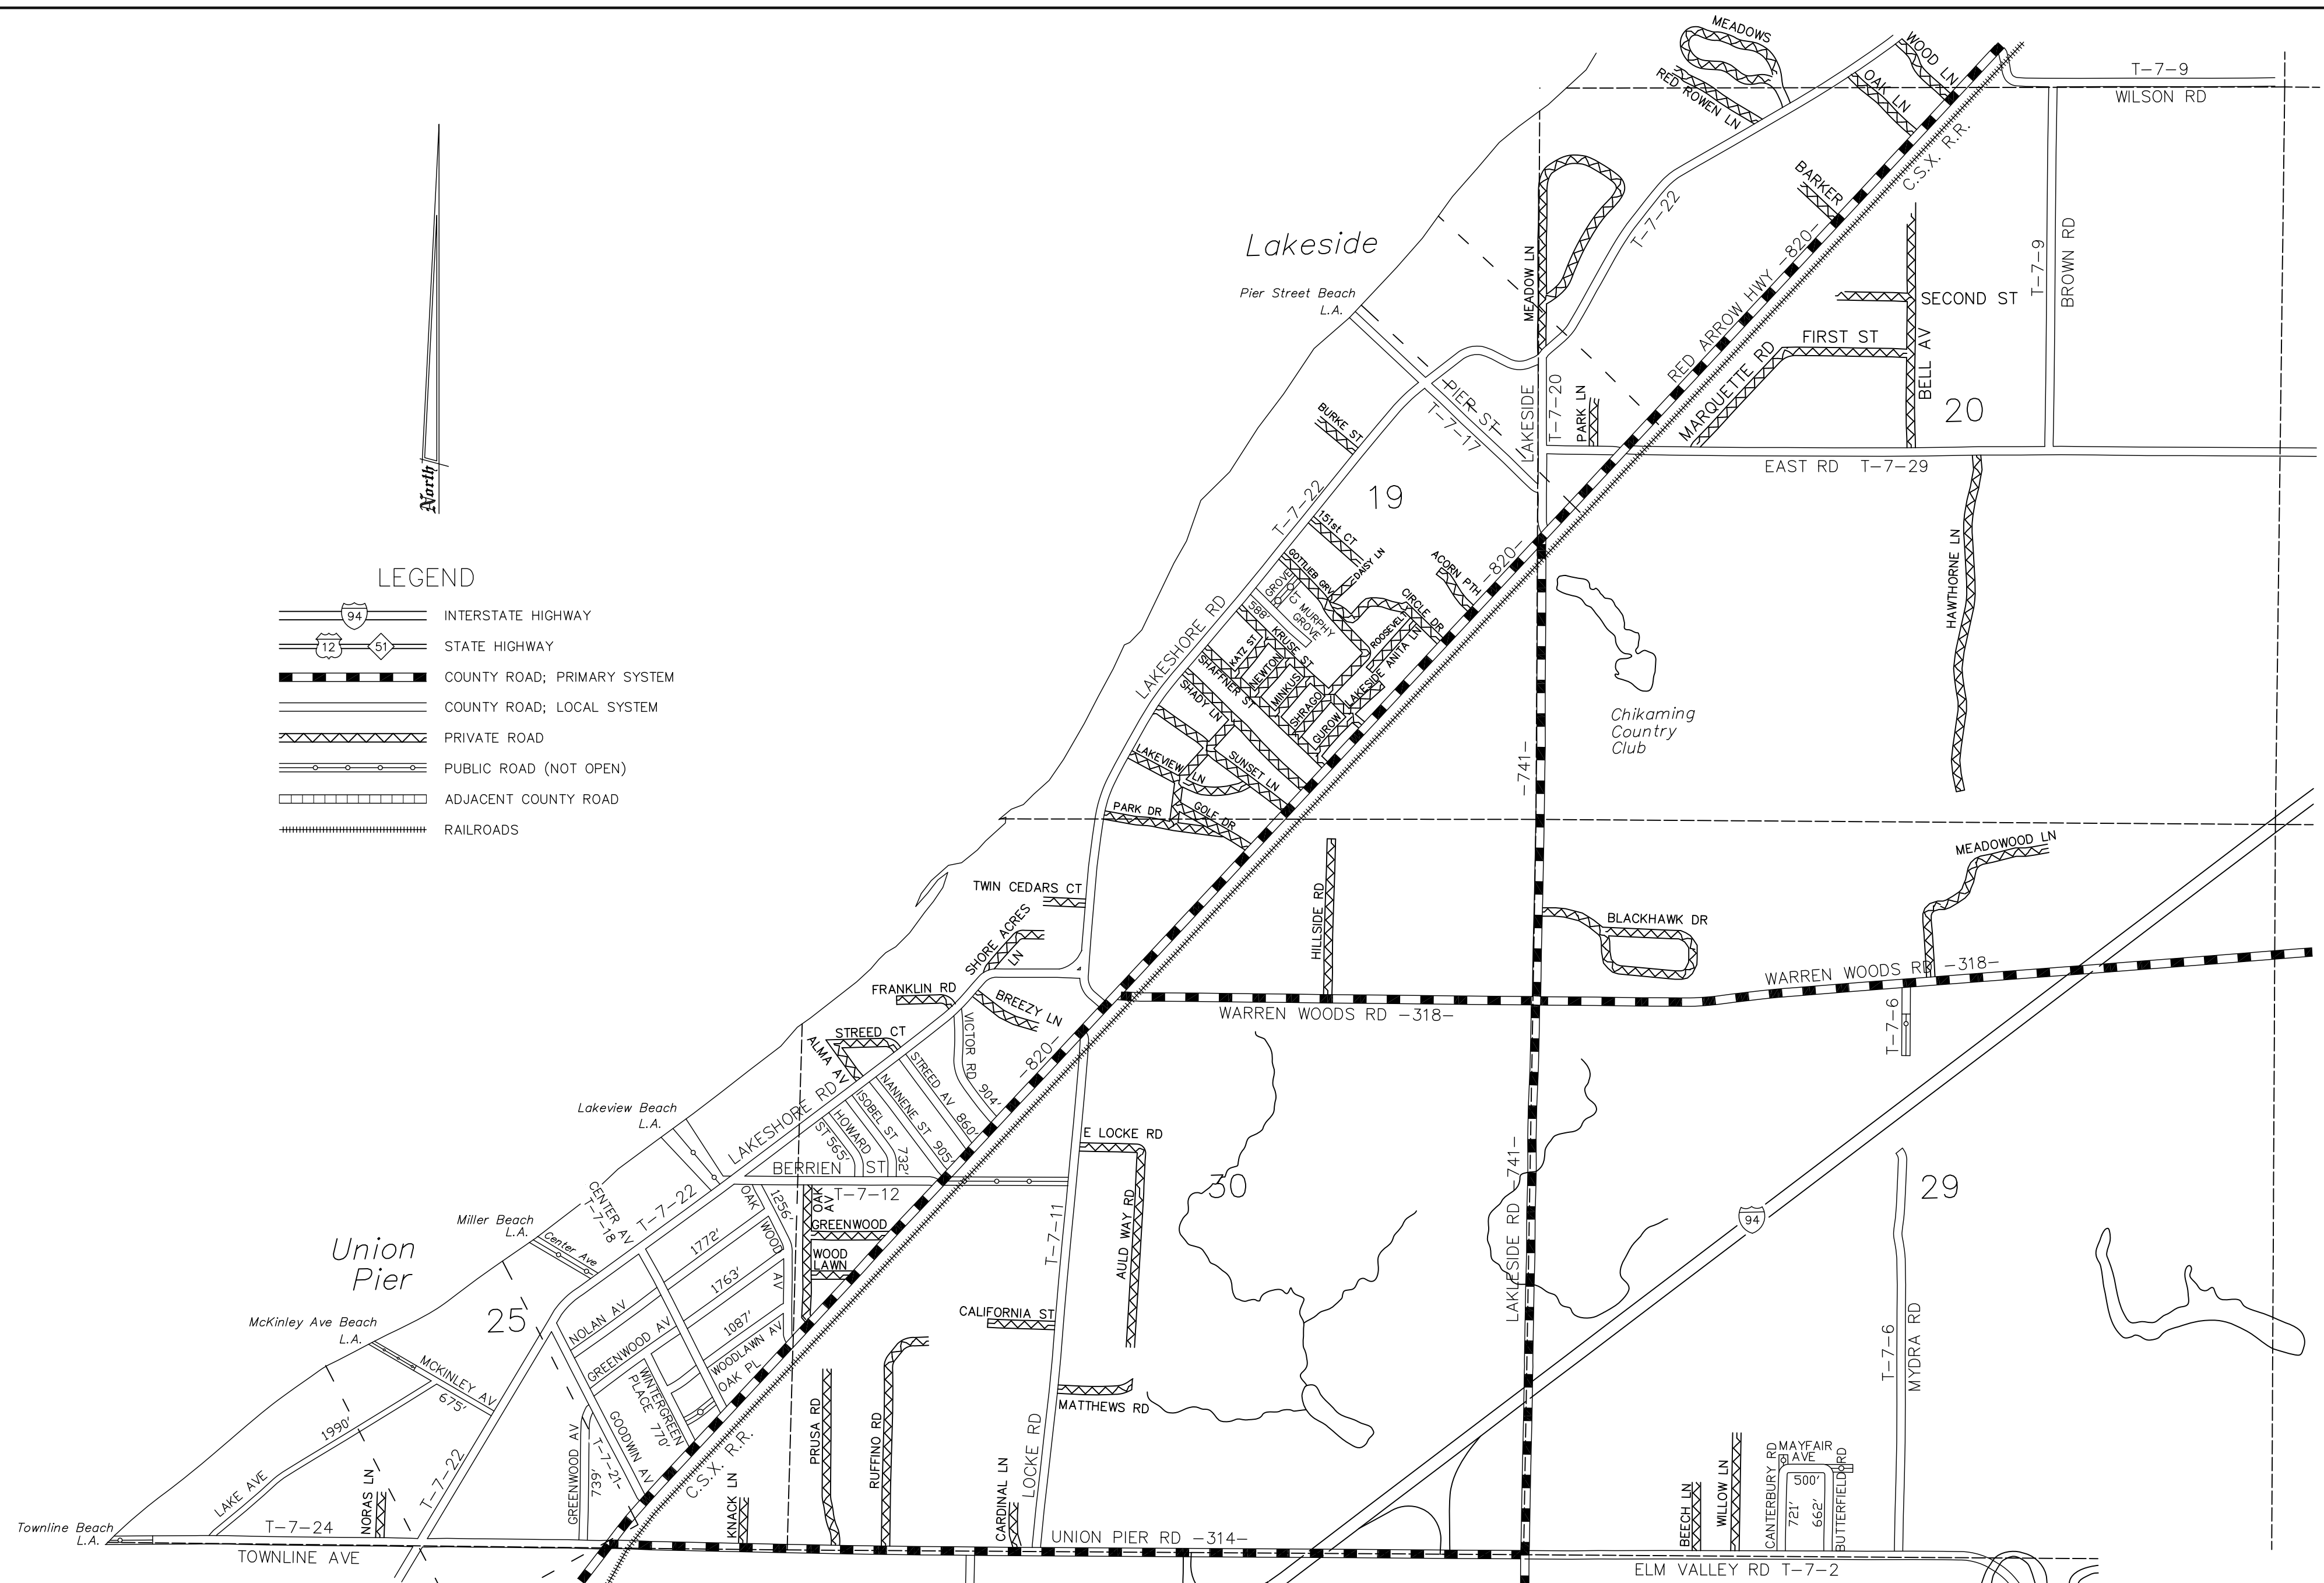 MEADOWS
RED ROWEN LN
WOOD LN
OAK LN
T-7-9
WILSON RD
C.S.X. R.R.
BARKER
T-7-22
MEADOW LN
Lakeside
Pier Street Beach
L.A.
RED ARROW HWY -820-
SECOND ST
FIRST ST
MARQUETTE RD
BELL AV
T-7-9
BROWN RD
20
PIER ST
T-7-17
LAKESIDE
T-7-20
PARK LN
EAST RD T-7-29
BURKE ST
19
T-7-22
LAKESHORE RD
151st CT
GOTTLIEB GRV
DAISY LN
GROVE
CT
MURPHY
GROVE
588'
ACORN PTH
-820-
CIRCLE DR
ROOSEVELT
LAKESIDE ANITA LN
KRUSE ST
KATZ ST
NEWTON
MINKUS
SHRAGO
GUROW
SHAFFNER ST
SHADY LN
LAKEVIEW LN
SUNSET LN
PARK DR
GOLF DR
HAWTHORNE LN
Chikaming
Country
Club
-741-
North
LEGEND
94 INTERSTATE HIGHWAY
12 51 STATE HIGHWAY
COUNTY ROAD; PRIMARY SYSTEM
COUNTY ROAD; LOCAL SYSTEM
PRIVATE ROAD
PUBLIC ROAD (NOT OPEN)
ADJACENT COUNTY ROAD
RAILROADS
MEADOWOOD LN
TWIN CEDARS CT
HILLSIDE RD
BLACKHAWK DR
SHORE ACRES
LN
WARREN WOODS RD -318-
WARREN WOODS RD -318-
T-7-6
FRANKLIN RD
BREEZY LN
STREED CT
ALMA AV
VICTOR RD 904'
-820-
STREED AV 860'
NANNENE ST 905'
ISOBEL ST 732'
HOWARD
ST 565'
LAKESHORE RD
Lakeview Beach
L.A.
BERRIEN ST
T-7-12
E LOCKE RD
AULD WAY RD
T-7-11
30
LAKESIDE RD -741-
94
29
OAK WOOD AV
1256'
OAK
AV
GREENWOOD
WOOD
LAWN
CENTER AV
T-7-18
T-7-22
Miller Beach
L.A.
Center Ave
Union
Pier
25
McKinley Ave Beach
L.A.
1772'
1763'
1087'
NOLAN AV
GREENWOOD AV
WOODLAWN AV
OAK PL
WINTERGREEN
PLACE 770'
GOODWIN AV
T-7-21-
GREENWOOD AV
739'
MCKINLEY AV
675'
1990'
LAKE AVE
T-7-22
NORAS LN
C.S.X. R.R.
CALIFORNIA ST
MATTHEWS RD
PRUSA RD
RUFFINO RD
KNACK LN
CARDINAL LN
LOCKE RD
T-7-6
MYDRA RD
MAYFAIR
AVE
500'
CANTERBURY RD
721'
662'
BUTTERFIELD RD
BEECH LN
WILLOW LN
Townline Beach
L.A.
T-7-24
TOWNLINE AVE
UNION PIER RD -314-
ELM VALLEY RD T-7-2